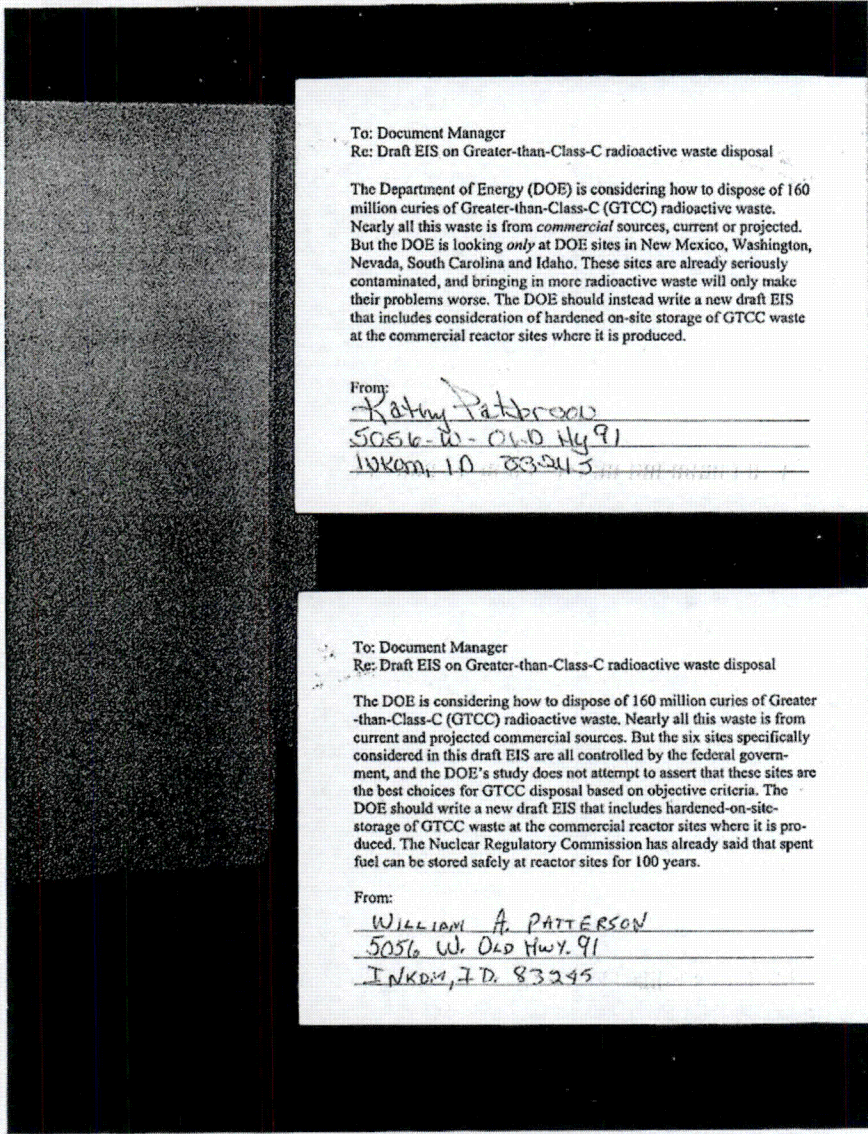 To: Document Manager
Re: Draft EIS on Greater-than-Class-C radioactive waste disposal
The Department of Energy (DOE) is considering how to dispose of 160
million curies of Greater-than-Class-C (GTCC) radioactive waste.
Nearly all this waste is from commercial sources, current or projected.
But the DOE is looking only at DOE sites in New Mexico, Washington,
Nevada, South Carolina and Idaho. These sites are already seriously
contaminated, and bringing in more radioactive waste will only make
their problems worse. The DOE should instead write a new draft EIS
that includes consideration of hardened on-site storage of GTCC waste
at the commercial reactor sites where it is produced.
From:
Kathy
5056-W-OLD Hy 91
Inkom, ID 83245
To: Document Manager
Re: Draft EIS on Greater-than-Class-C radioactive waste disposal
The DOE is considering how to dispose of 160 million curies of Greater
-than-Class-C (GTCC) radioactive waste. Nearly all this waste is from
current and projected commercial sources. But the six sites specifically
considered in this draft EIS are all controlled by the federal govern-
ment, and the DOE's study does not attempt to assert that these sites are
the best choices for GTCC disposal based on objective criteria. The
DOE should write a new draft EIS that includes hardened-on-site-
storage of GTCC waste at the commercial reactor sites where it is pro-
duced. The Nuclear Regulatory Commission has already said that spent
fuel can be stored safely at reactor sites for 100 years.
From:
WILLIAM A. PATTERSON
5056 W. OLD HWY. 91
INKOM, ID. 83245